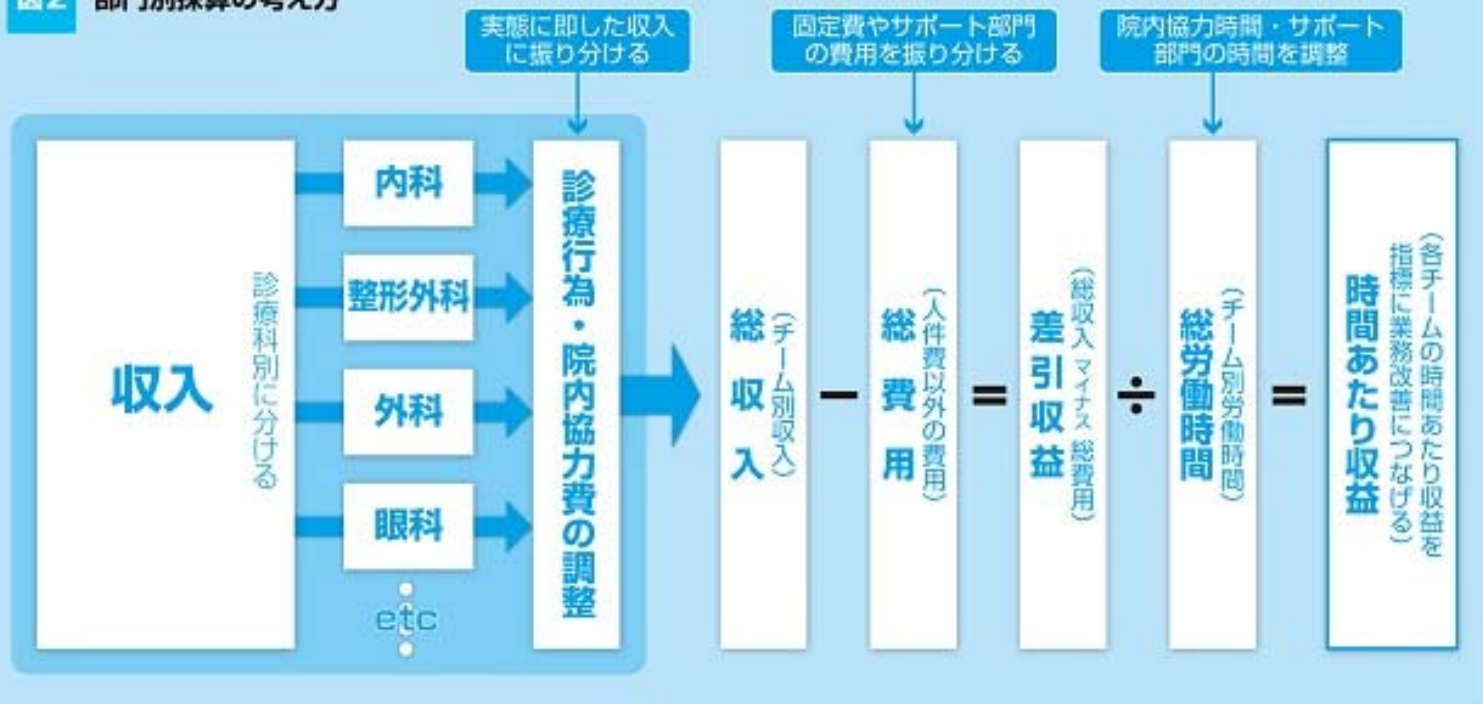 図2 部門別採算の考え方
実態に即した収入
に振り分ける
固定費やサポート部門
の費用を振り分ける
院内協力時間・サポート
部門の時間を調整
収入
診療科別に分ける
内科
整形外科
外科
眼科
etc
診療行為・院内協力費の調整
総収入
(チーム別収入)
−
総費用
(人件費以外の費用)
=
差引収益
(総収入 マイナス 総費用)
÷
総労働時間
(チーム別労働時間)
=
時間あたり収益
(各チームの時間あたり収益を
指標に業務改善につなげる)